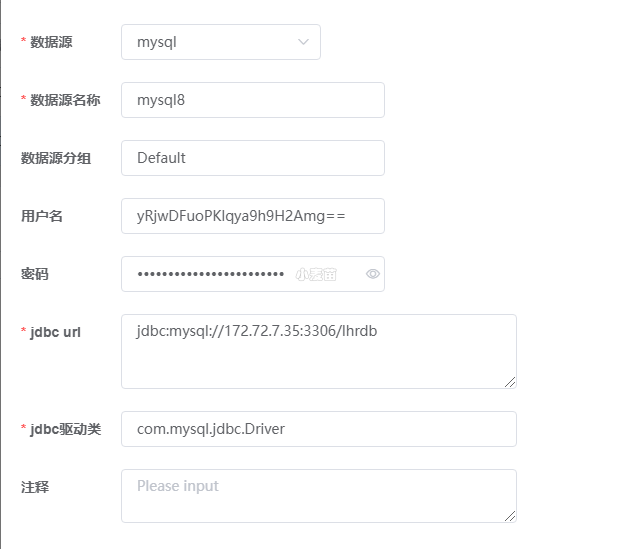 * 数据源 mysql
* 数据源名称 mysql8
数据源分组 Default
用户名 yRjwDFuoPKlqya9h9H2Amg==
密码 •••••••••••••••••••••••• 小麦苗
* jdbc url jdbc:mysql://172.72.7.35:3306/lhrdb
* jdbc驱动类 com.mysql.jdbc.Driver
注释 Please input